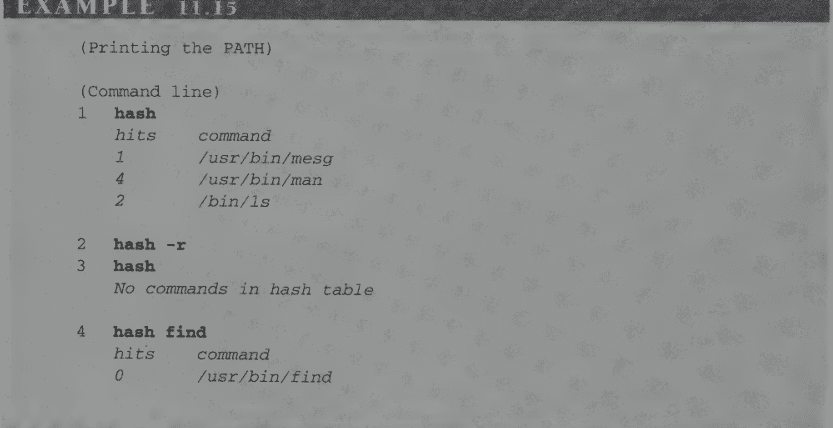 EXAMPLE 11.15
(Printing the PATH)
(Command line)
1 hash
hits command
1 /usr/bin/mesg
4 /usr/bin/man
2 /bin/ls
2 hash -r
3 hash
No commands in hash table
4 hash find
hits command
0 /usr/bin/find